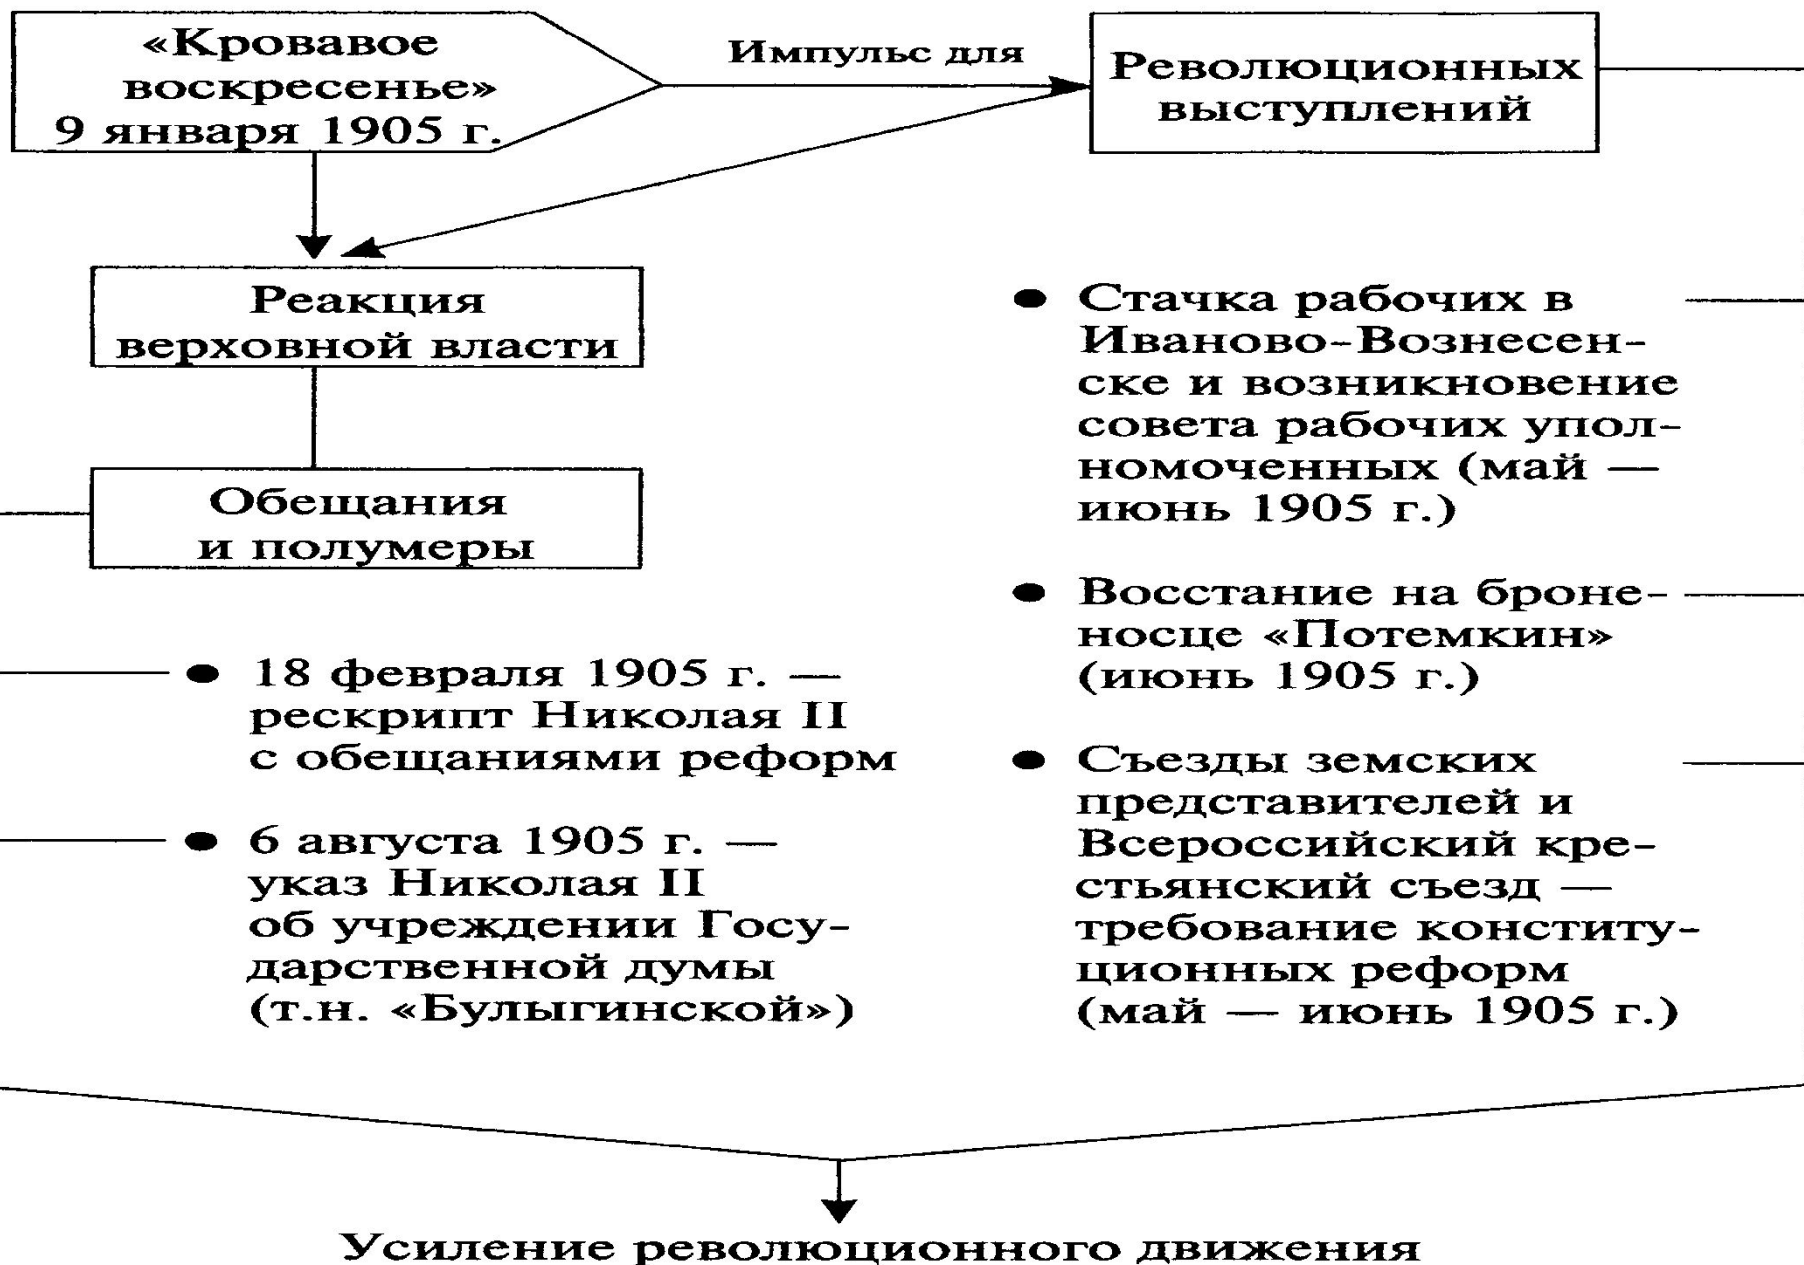 «Кровавое
воскресенье»
9 января 1905 г.
Импульс для
Революционных
выступлений
Реакция
верховной власти
Обещания
и полумеры
● 18 февраля 1905 г. —
рескрипт Николая II
с обещаниями реформ
● 6 августа 1905 г. —
указ Николая II
об учреждении Госу-
дарственной думы
(т.н. «Булыгинской»)
● Стачка рабочих в
Иваново-Вознесен-
ске и возникновение
совета рабочих упол-
номоченных (май —
июнь 1905 г.)
● Восстание на броне-
носце «Потемкин»
(июнь 1905 г.)
● Съезды земских
представителей и
Всероссийский кре-
стьянский съезд —
требование конститу-
ционных реформ
(май — июнь 1905 г.)
Усиление революционного движения